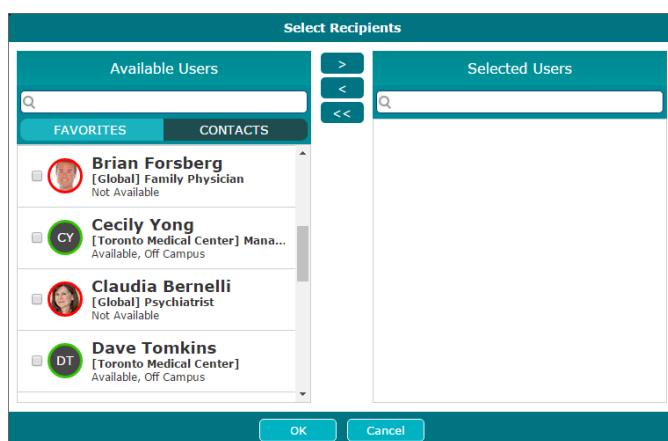 Select Recipients
Available Users
FAVORITES CONTACTS
Brian Forsberg
[Global] Family Physician
Not Available
CY
Cecily Yong
[Toronto Medical Center] Mana...
Available, Off Campus
Claudia Bernelli
[Global] Psychiatrist
Not Available
DT
Dave Tomkins
[Toronto Medical Center]
Available, Off Campus
>
<
<<
Selected Users
OK Cancel